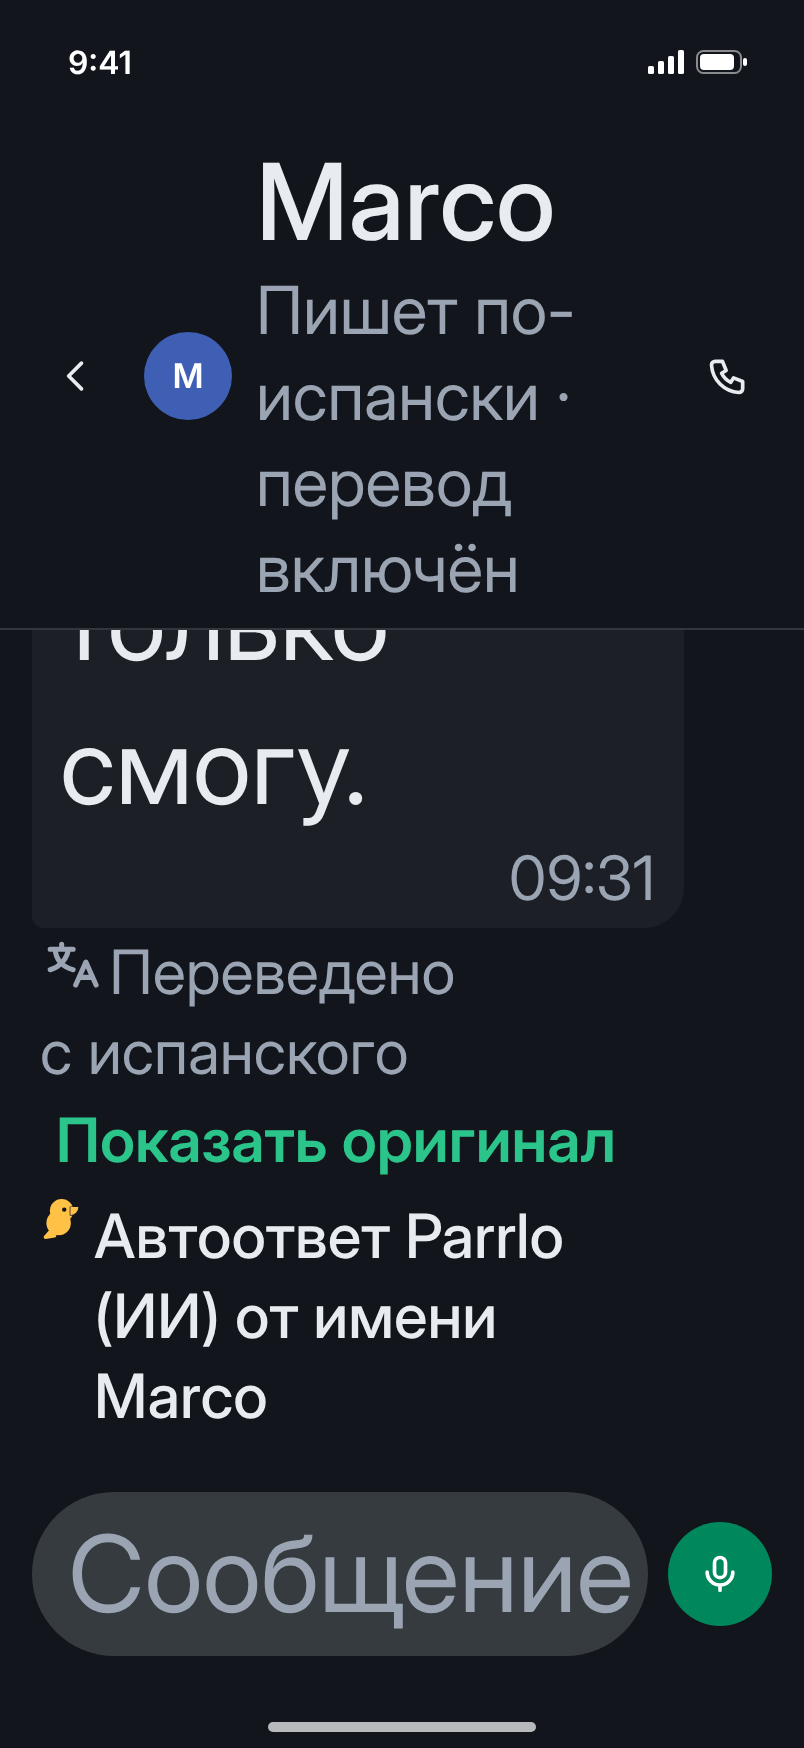 9:41
Marco
M
Пишет по-
испански ·
перевод
включён
только
смогу.
09:31
Переведено
с испанского
Показать оригинал
Автоответ Parrlo
(ИИ) от имени
Marco
Сообщение